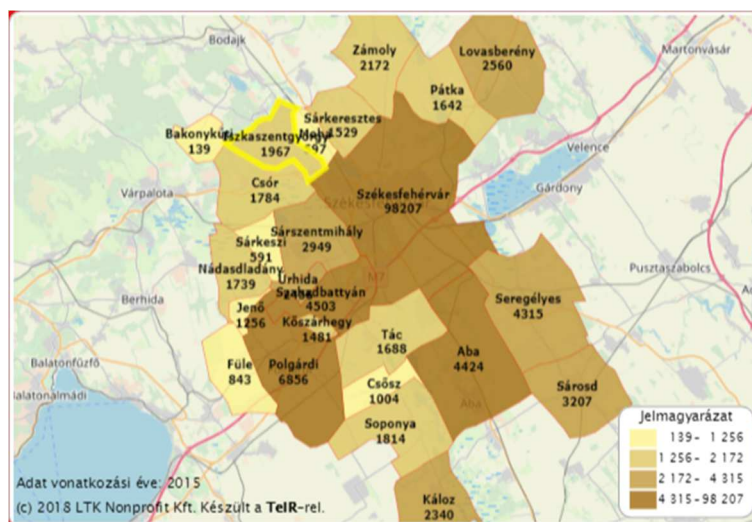 Bodajk
Zámoly
2172
Lovasberény
2560
Martonvásár
Pátka
1642
Sárkeresztes
1529
Bakonykúti
139
Iszkaszentgyörgy
1967
Moha
Velence
Csór
1784
Székesfehérvár
98207
Gárdony
Várpalota
Sárszentmihály
2949
Sárkeszi
591
Nádasdladány
1739
Úrhida
Szabadbattyán
4503
M7
Pusztaszabolcs
Berhida
Seregélyes
4315
Jenő
1256
Kőszárhegy
1481
Tác
1688
Aba
4424
Balatonfűzfő
Füle
843
Polgárdi
6856
Csősz
1004
Sárosd
3207
Balatonalmádi
Aba
Soponya
1814
Jelmagyarázat
139- 1 256
1 256 - 2 172
2 172 - 4 315
4 315-98 207
Adat vonatkozási éve: 2015
(c) 2018 LTK Nonprofit Kft. Készült a TeIR-rel.
Káloz
2340